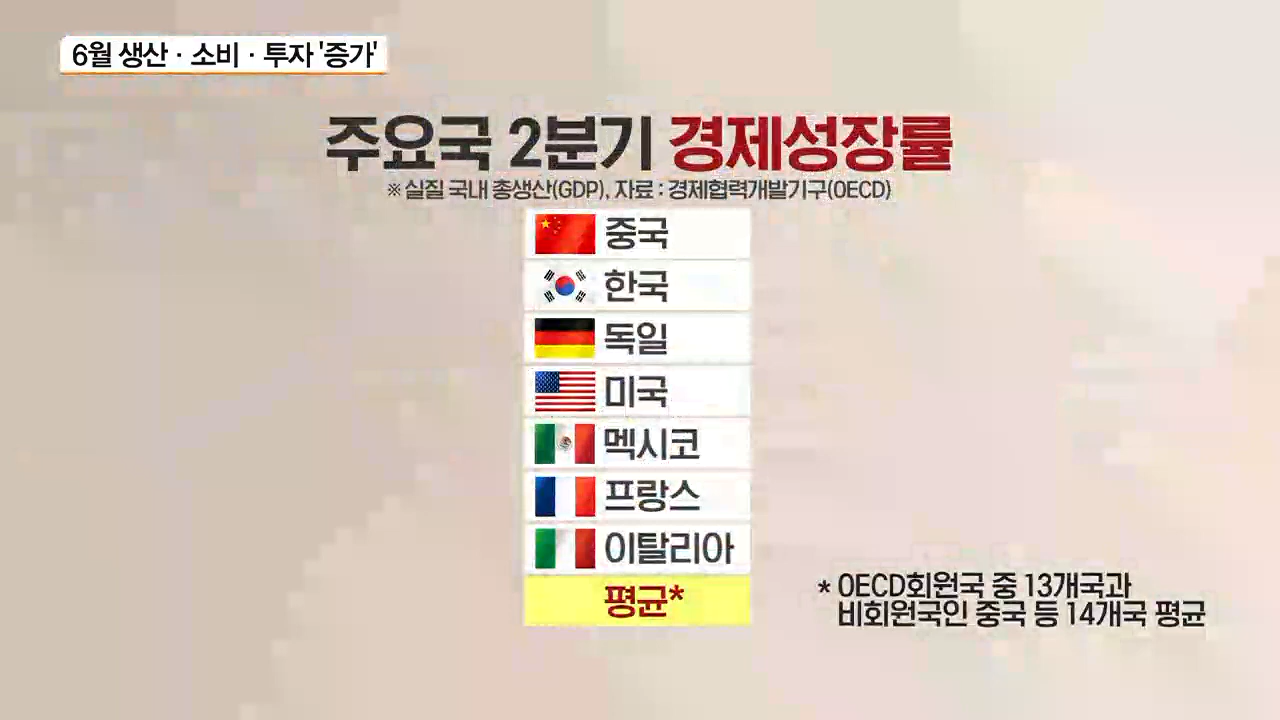 6월 생산 · 소비 · 투자 '증가'
주요국 2분기 경제성장률
※ 실질 국내 총생산(GDP), 자료 : 경제협력개발기구(OECD)
중국
한국
독일
미국
멕시코
프랑스
이탈리아
평균*
* OECD회원국 중 13개국과
비회원국인 중국 등 14개국 평균